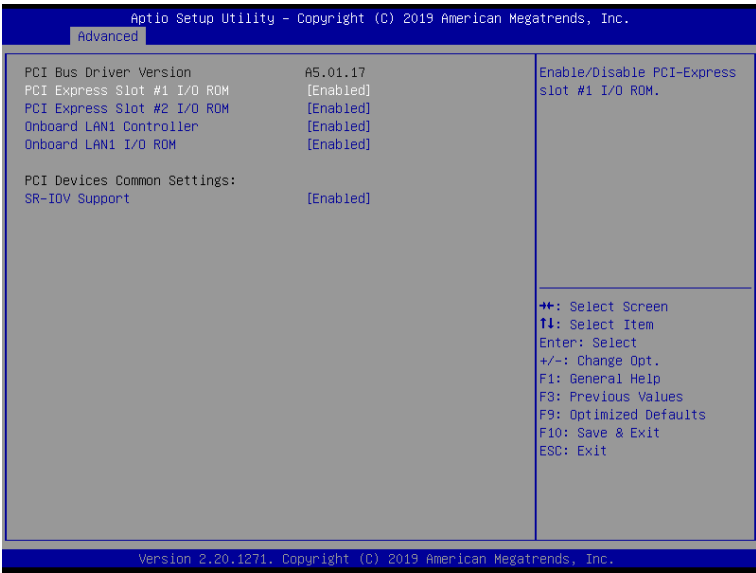 Aptio Setup Utility – Copyright (C) 2019 American Megatrends, Inc.
Advanced
PCI Bus Driver Version A5.01.17
PCI Express Slot #1 I/O ROM [Enabled]
PCI Express Slot #2 I/O ROM [Enabled]
Onboard LAN1 Controller [Enabled]
Onboard LAN1 I/O ROM [Enabled]
PCI Devices Common Settings:
SR-IOV Support [Enabled]
Enable/Disable PCI-Express
slot #1 I/O ROM.
→←: Select Screen
↑↓: Select Item
Enter: Select
+/-: Change Opt.
F1: General Help
F3: Previous Values
F9: Optimized Defaults
F10: Save & Exit
ESC: Exit
Version 2.20.1271. Copyright (C) 2019 American Megatrends, Inc.